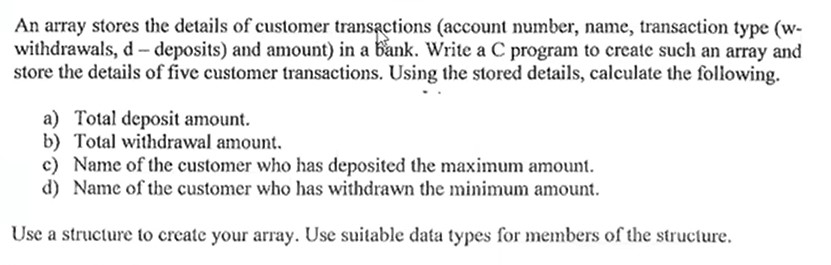 An array stores the details of customer transactions (account number, name, transaction type (w-
withdrawals, d – deposits) and amount) in a bank. Write a C program to create such an array and
store the details of five customer transactions. Using the stored details, calculate the following.
a) Total deposit amount.
b) Total withdrawal amount.
c) Name of the customer who has deposited the maximum amount.
d) Name of the customer who has withdrawn the minimum amount.
Use a structure to create your array. Use suitable data types for members of the structure.